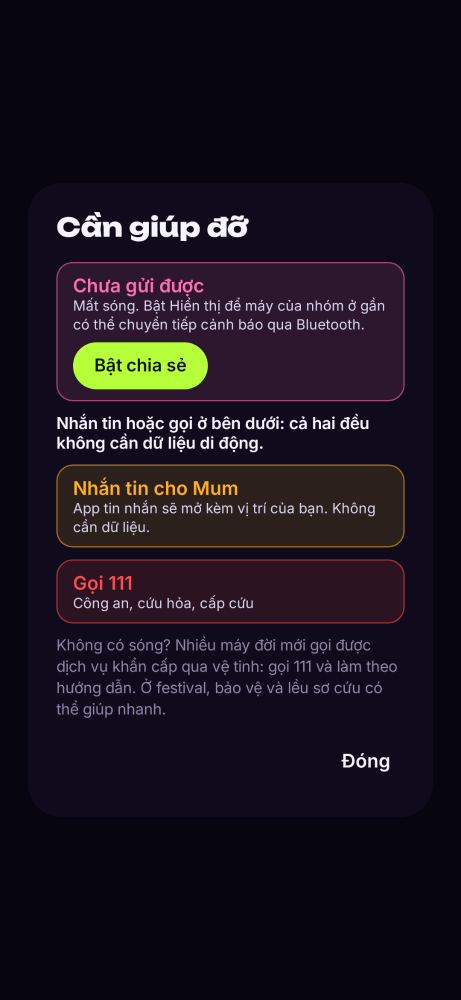 Cần giúp đỡ
Chưa gửi được
Mất sóng. Bật Hiển thị để máy của nhóm ở gần
có thể chuyển tiếp cảnh báo qua Bluetooth.
Bật chia sẻ
Nhắn tin hoặc gọi ở bên dưới: cả hai đều
không cần dữ liệu di động.
Nhắn tin cho Mum
App tin nhắn sẽ mở kèm vị trí của bạn. Không
cần dữ liệu.
Gọi 111
Công an, cứu hỏa, cấp cứu
Không có sóng? Nhiều máy đời mới gọi được
dịch vụ khẩn cấp qua vệ tinh: gọi 111 và làm theo
hướng dẫn. Ở festival, bảo vệ và lều sơ cứu có
thể giúp nhanh.
Đóng